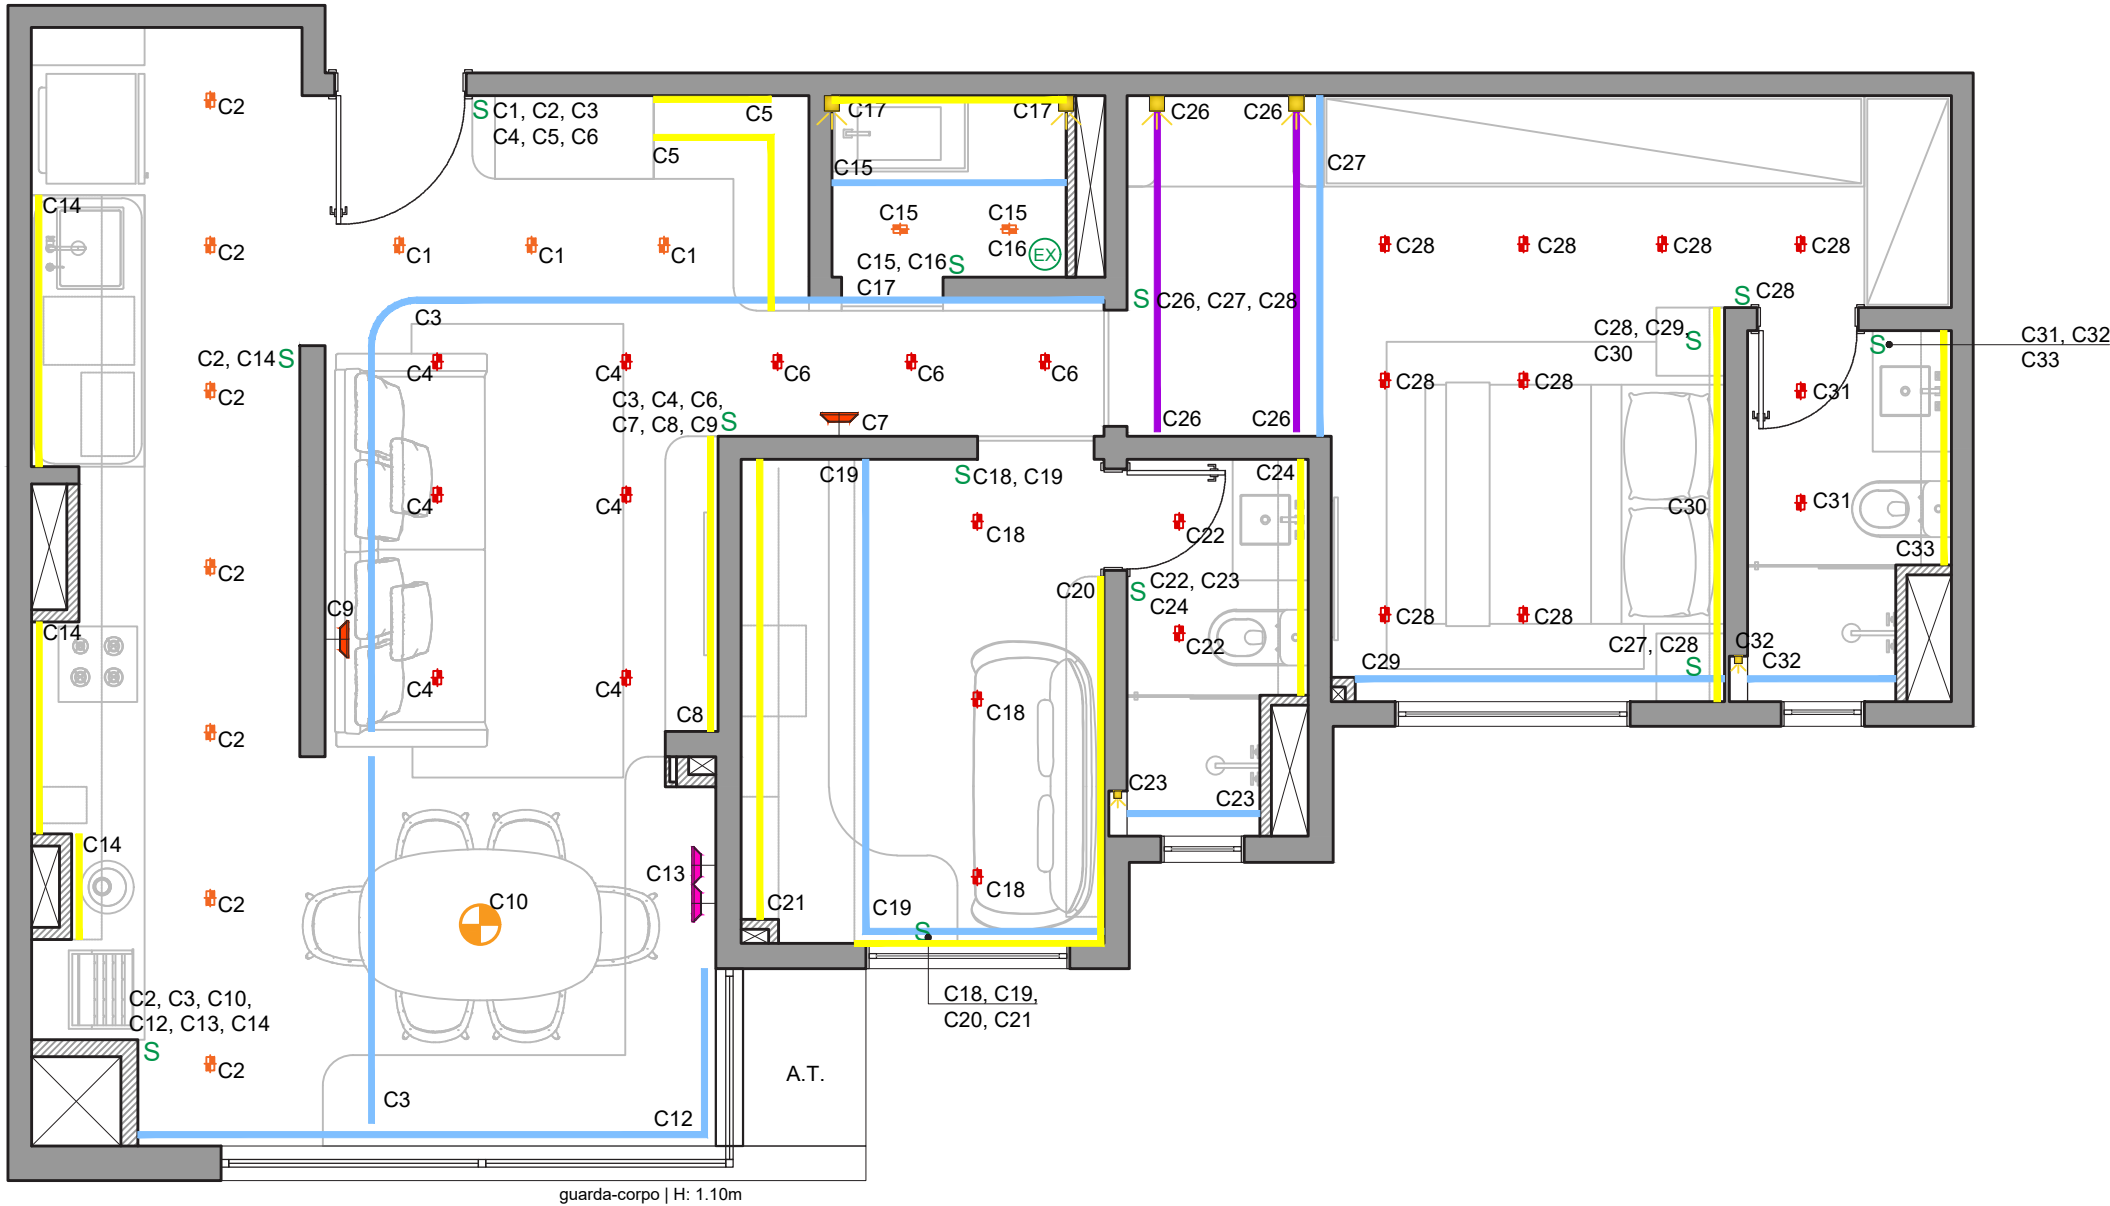 C2
S C1, C2, C3
C4, C5, C6
C5
C17
C17
C26
C26
C5
C15
C27
C14
C15
C15
C2
C1
C1
C1
C16
EX
C15, C16 S
C17
C28
C28
C28
C28
S C26, C27, C28
S C28
C3
C28, C29, S
C30
S
C31, C32
C33
C2, C14 S
C4
C4
C6
C6
C6
C28
C28
C2
C31
C3, C4, C6,
C7, C8, C9 S
C7
C26
C26
C19
S C18, C19
C24
C4
C4
C30
C31
C18
C22
C33
C2
S C22, C23
C24
C20
C9
C14
C22
C28
C28
C27, C28
S
C32
C29
C32
C4
C4
C8
C18
C2
C23
C23
C14
C13
C18
C2
C10
C21
C19
S
C2, C3, C10,
C12, C13, C14
S
C18, C19,
C20, C21
C2
A.T.
C3
C12
guarda-corpo | H: 1.10m